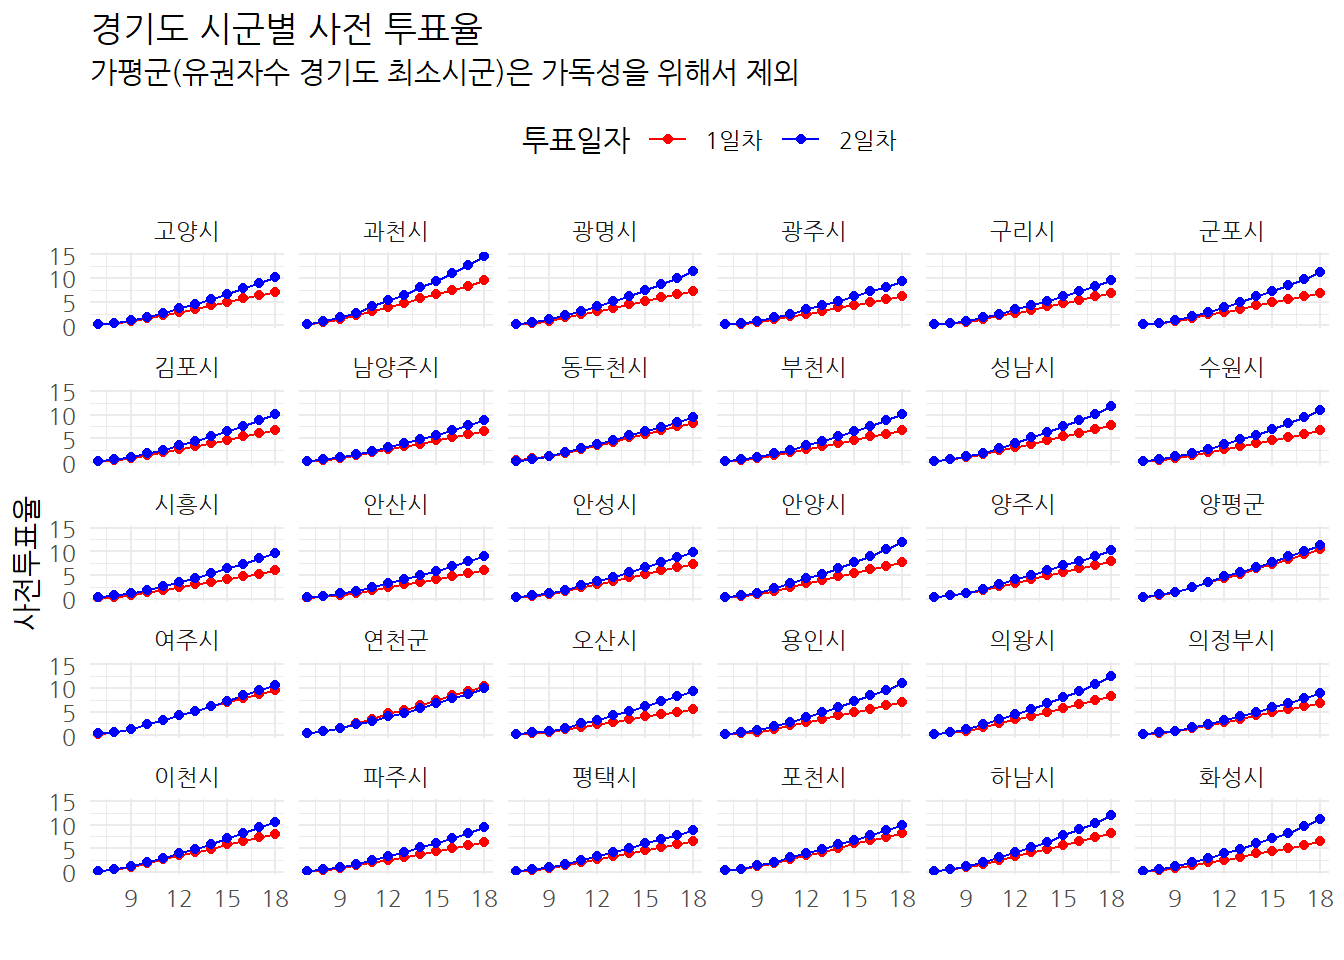 경기도 시군별 사전 투표율
가평군(유권자수 경기도 최소시군)은 가독성을 위해서 제외
투표일자 1일차 2일차
사전투표율
고양시 과천시 광명시 광주시 구리시 군포시
15
10
5
0
김포시 남양주시 동두천시 부천시 성남시 수원시
15
10
5
0
시흥시 안산시 안성시 안양시 양주시 양평군
15
10
5
0
여주시 연천군 오산시 용인시 의왕시 의정부시
15
10
5
0
이천시 파주시 평택시 포천시 하남시 화성시
15
10
5
0
9 12 15 18 9 12 15 18 9 12 15 18 9 12 15 18 9 12 15 18 9 12 15 18